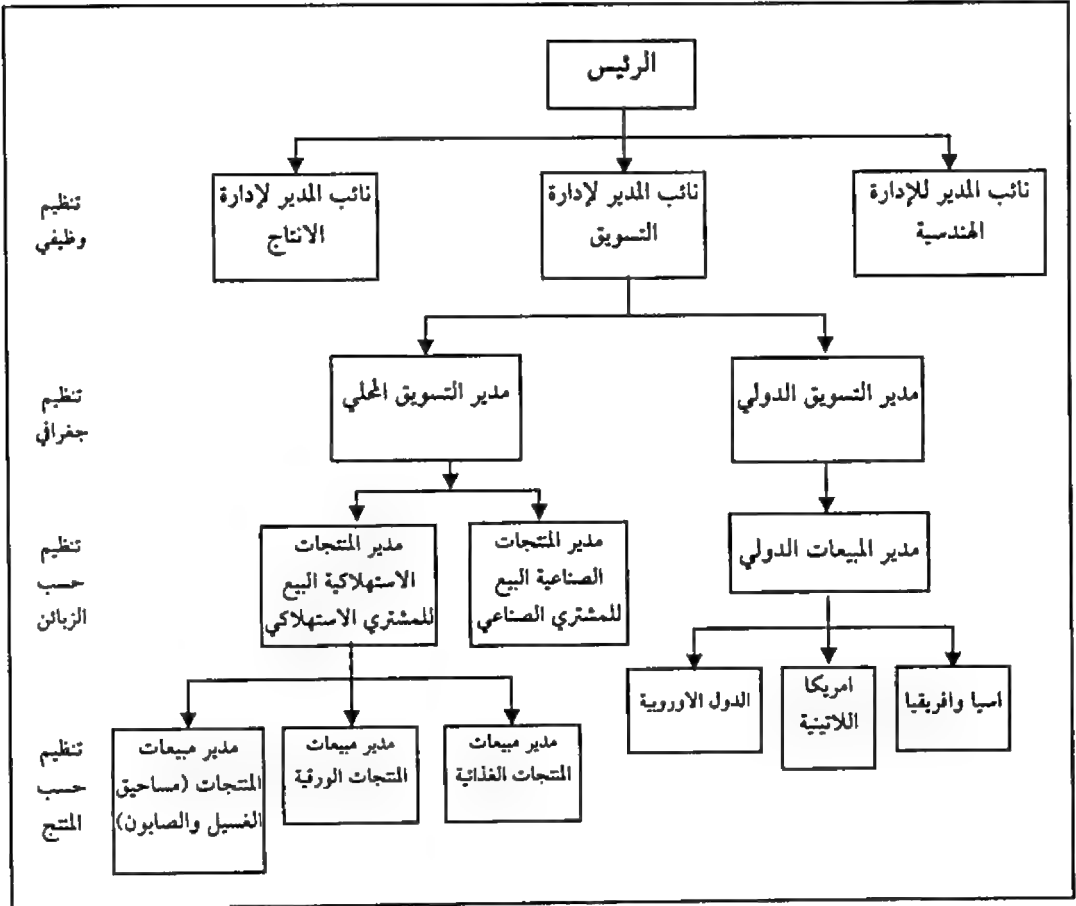 الرئيس
نائب المدير للإدارة
الهندسية
نائب المدير لإدارة
التسويق
نائب المدير لإدارة
الانتاج
تنظيم
وظيفي
مدير التسويق الدولي
مدير التسويق المحلي
تنظيم
جغرافي
مدير المبيعات الدولي
مدير المنتجات
الصناعية البيع
للمشتري الصناعي
مدير المنتجات
الاستهلاكية البيع
للمشتري الاستهلاكي
تنظيم
حسب
الزبائن
اسيا وافريقيا
امريكا
اللاتينية
الدول الاوروبية
مدير مبيعات
المنتجات الغذائية
مدير مبيعات
المنتجات الورقية
مدير مبيعات
المنتجات (مساحيق
الغسيل والصابون)
تنظيم
حسب
المنتج